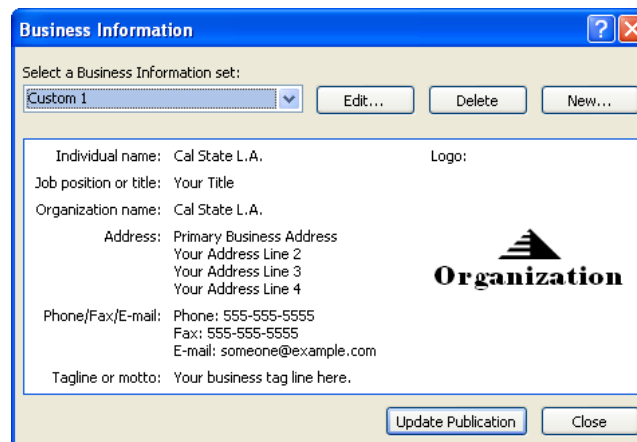 Business Information
Select a Business Information set:
Custom 1
Edit...
Delete
New...
Individual name: Cal State L.A.
Logo:
Job position or title: Your Title
Organization name: Cal State L.A.
Address: Primary Business Address
Your Address Line 2
Your Address Line 3
Your Address Line 4
Organization
Phone/Fax/E-mail: Phone: 555-555-5555
Fax: 555-555-5555
E-mail: someone@example.com
Tagline or motto: Your business tag line here.
Update Publication
Close